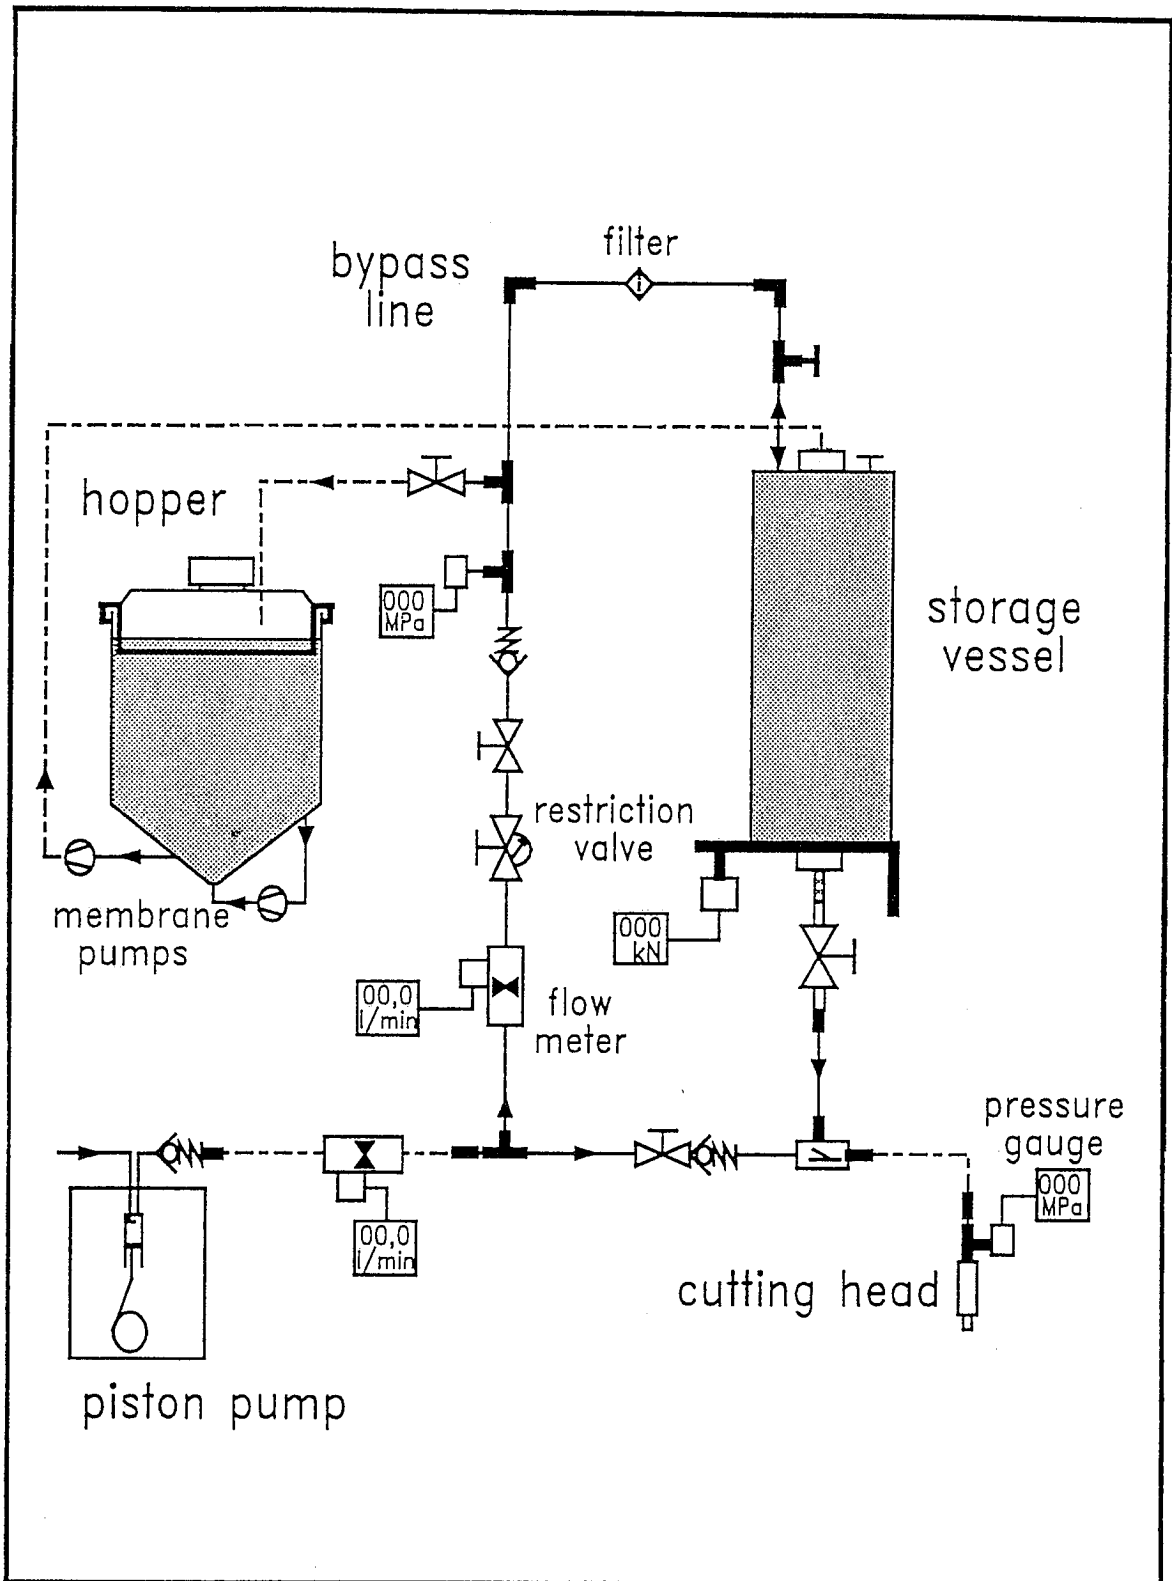 filter
bypass
line
hopper
000
MPa
storage
vessel
restriction
valve
membrane
pumps
000
kN
00,0
l/min
flow
meter
pressure
gauge
000
MPa
00,0
l/min
cutting head
piston pump